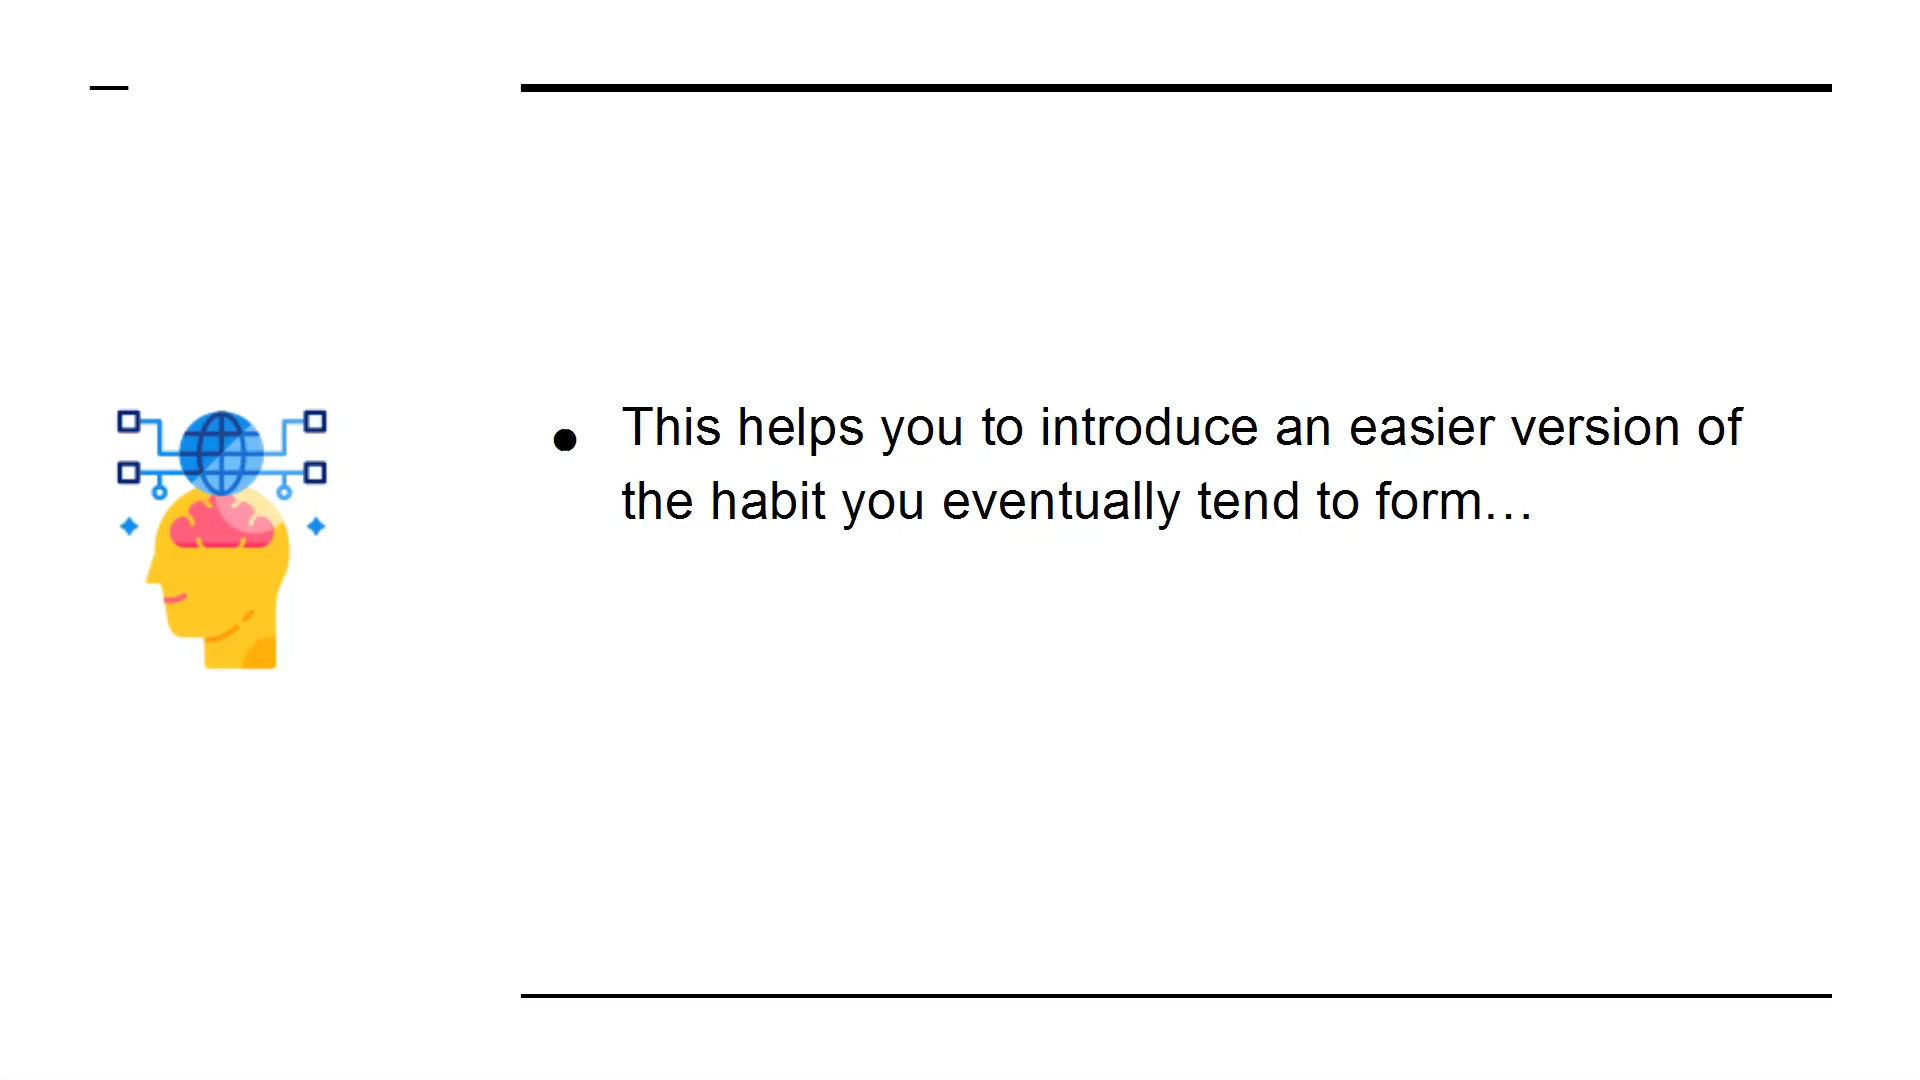 This helps you to introduce an easier version of
the habit you eventually tend to form…